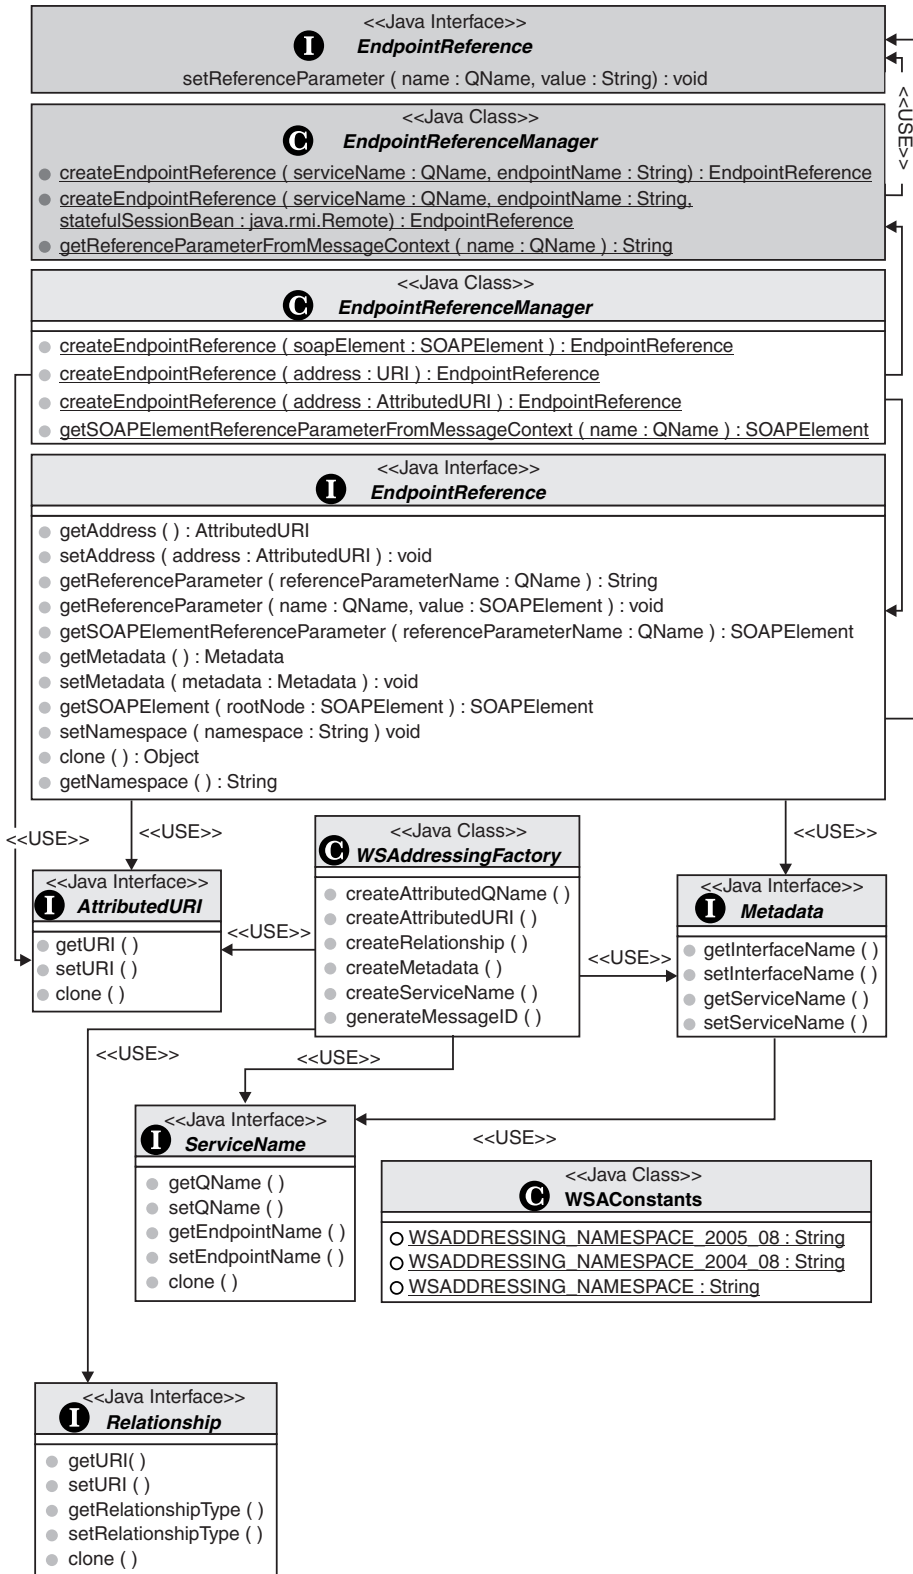 <<Java Interface>>
I EndpointReference
setReferenceParameter ( name : QName, value : String) : void
<<USE>>
<<Java Class>>
C EndpointReferenceManager
createEndpointReference ( serviceName : QName, endpointName : String) : EndpointReference
createEndpointReference ( serviceName : QName, endpointName : String,
statefulSessionBean : java.rmi.Remote) : EndpointReference
getReferenceParameterFromMessageContext ( name : QName ) : String
<<Java Class>>
C EndpointReferenceManager
createEndpointReference ( soapElement : SOAPElement ) : EndpointReference
createEndpointReference ( address : URI ) : EndpointReference
createEndpointReference ( address : AttributedURI ) : EndpointReference
getSOAPElementReferenceParameterFromMessageContext ( name : QName ) : SOAPElement
<<Java Interface>>
I EndpointReference
getAddress ( ) : AttributedURI
setAddress ( address : AttributedURI ) : void
getReferenceParameter ( referenceParameterName : QName ) : String
getReferenceParameter ( name : QName, value : SOAPElement ) : void
getSOAPElementReferenceParameter ( referenceParameterName : QName ) : SOAPElement
getMetadata ( ) : Metadata
setMetadata ( metadata : Metadata ) : void
getSOAPElement ( rootNode : SOAPElement ) : SOAPElement
setNamespace ( namespace : String ) void
clone ( ) : Object
getNamespace ( ) : String
<<USE>>
<<USE>>
<<USE>>
<<Java Class>>
C WSAddressingFactory
createAttributedQName ( )
createAttributedURI ( )
createRelationship ( )
createMetadata ( )
createServiceName ( )
generateMessageID ( )
<<Java Interface>>
I AttributedURI
getURI ( )
setURI ( )
clone ( )
<<USE>>
<<USE>>
<<Java Interface>>
I Metadata
getInterfaceName ( )
setInterfaceName ( )
getServiceName ( )
setServiceName ( )
<<USE>>
<<USE>>
<<USE>>
<<Java Interface>>
I ServiceName
getQName ( )
setQName ( )
getEndpointName ( )
setEndpointName ( )
clone ( )
<<Java Class>>
C WSAConstants
WSADDRESSING_NAMESPACE_2005_08 : String
WSADDRESSING_NAMESPACE_2004_08 : String
WSADDRESSING_NAMESPACE : String
<<Java Interface>>
I Relationship
getURI( )
setURI ( )
getRelationshipType ( )
setRelationshipType ( )
clone ( )